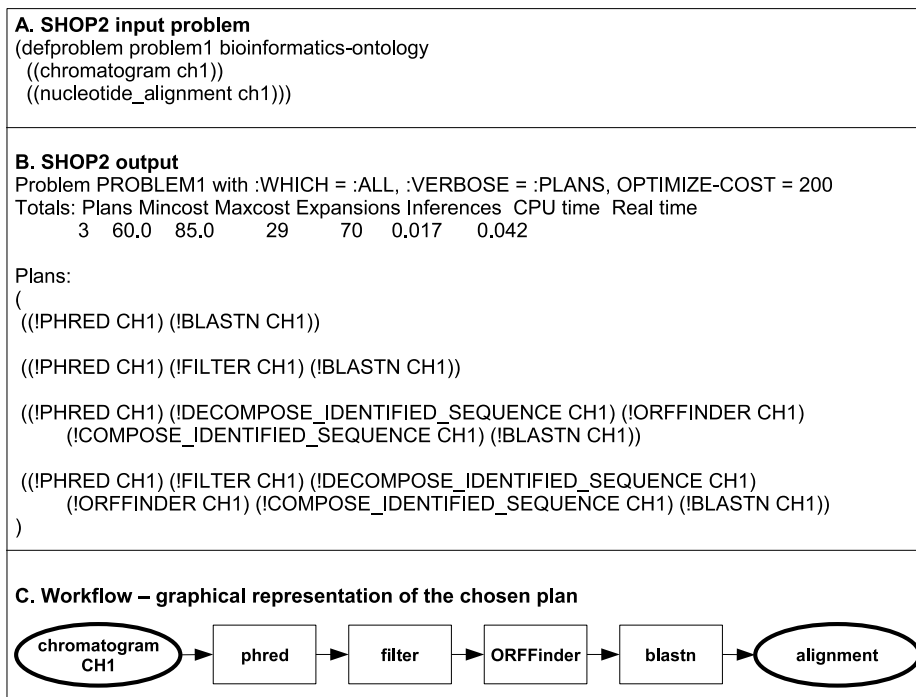 A. SHOP2 input problem
(defproblem problem1 bioinformatics-ontology
((chromatogram ch1))
((nucleotide_alignment ch1)))
B. SHOP2 output
Problem PROBLEM1 with :WHICH = :ALL, :VERBOSE = :PLANS, OPTIMIZE-COST = 200
Totals: Plans Mincost Maxcost Expansions Inferences CPU time Real time
3 60.0 85.0 29 70 0.017 0.042
Plans:
(
((!PHRED CH1) (!BLASTN CH1))
((!PHRED CH1) (!FILTER CH1) (!BLASTN CH1))
((!PHRED CH1) (!DECOMPOSE_IDENTIFIED_SEQUENCE CH1) (!ORFFINDER CH1)
(!COMPOSE_IDENTIFIED_SEQUENCE CH1) (!BLASTN CH1))
((!PHRED CH1) (!FILTER CH1) (!DECOMPOSE_IDENTIFIED_SEQUENCE CH1)
(!ORFFINDER CH1) (!COMPOSE_IDENTIFIED_SEQUENCE CH1) (!BLASTN CH1))
)
C. Workflow – graphical representation of the chosen plan
chromatogram
CH1
phred
filter
ORFFinder
blastn
alignment